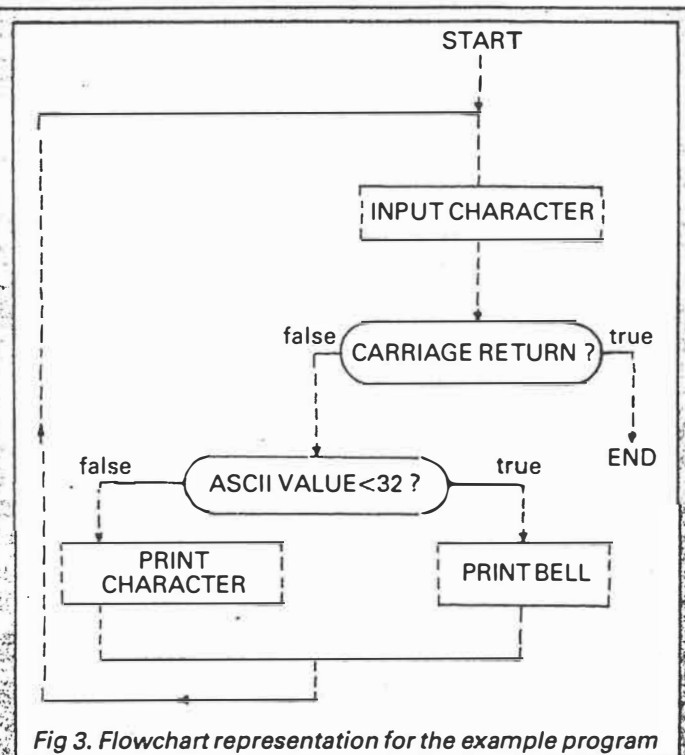 START
INPUT CHARACTER
false
true
CARRIAGE RETURN ?
END
false
true
ASCII VALUE<32 ?
PRINT
CHARACTER
PRINT BELL
Fig 3. Flowchart representation for the example program